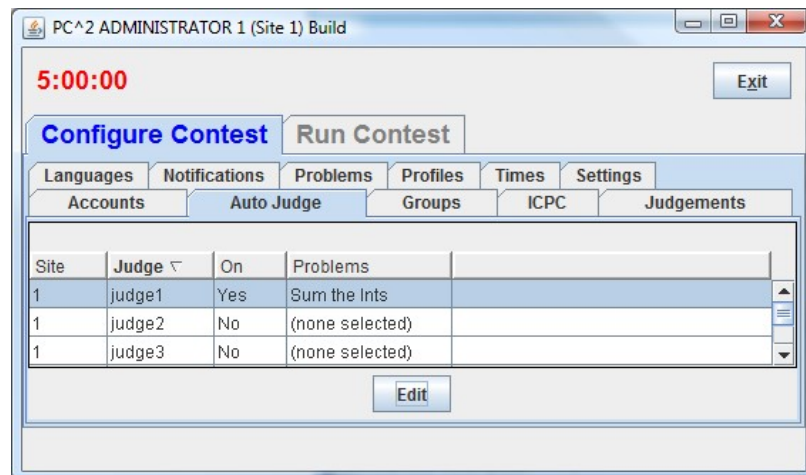 PC^2 ADMINISTRATOR 1 (Site 1) Build
5:00:00
Exit
Configure Contest Run Contest
Languages Notifications Problems Profiles Times Settings
Accounts Auto Judge Groups ICPC Judgements
Site Judge On Problems
1 judge1 Yes Sum the Ints
1 judge2 No (none selected)
1 judge3 No (none selected)
Edit